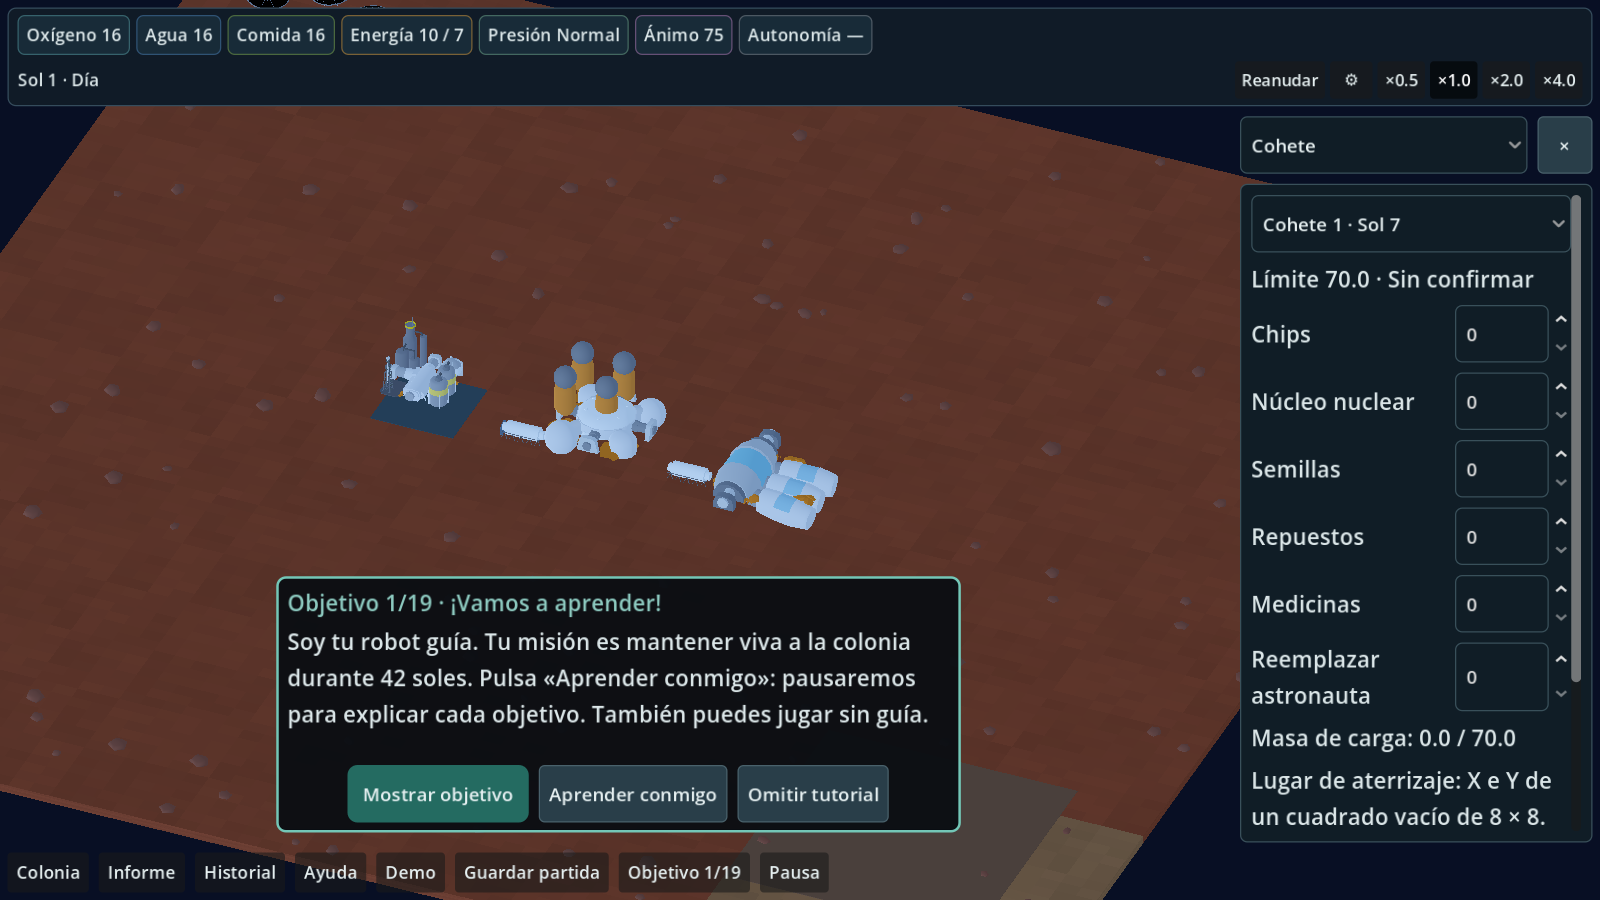 Oxígeno 16
Agua 16
Comida 16
Energía 10 / 7
Presión Normal
Ánimo 75
Autonomía —
Sol 1 · Día
Reanudar
⚙
×0.5
×1.0
×2.0
×4.0
Cohete
×
Cohete 1 · Sol 7
Límite 70.0 · Sin confirmar
Chips
0
Núcleo nuclear
0
Semillas
0
Repuestos
0
Medicinas
0
Reemplazar
astronauta
0
Masa de carga: 0.0 / 70.0
Lugar de aterrizaje: X e Y de
un cuadrado vacío de 8 × 8.
Objetivo 1/19 · ¡Vamos a aprender!
Soy tu robot guía. Tu misión es mantener viva a la colonia
durante 42 soles. Pulsa «Aprender conmigo»: pausaremos
para explicar cada objetivo. También puedes jugar sin guía.
Mostrar objetivo
Aprender conmigo
Omitir tutorial
Colonia
Informe
Historial
Ayuda
Demo
Guardar partida
Objetivo 1/19
Pausa